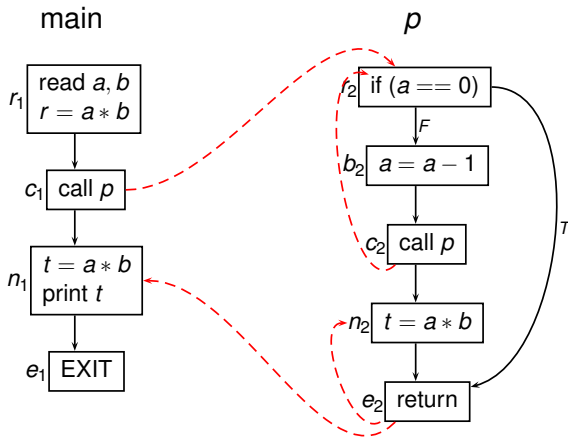 main
r1
read a, b
r = a ∗ b
c1
call p
n1
t = a ∗ b
print t
e1
EXIT
p
r2
if (a == 0)
F
T
b2
a = a − 1
c2
call p
n2
t = a ∗ b
e2
return